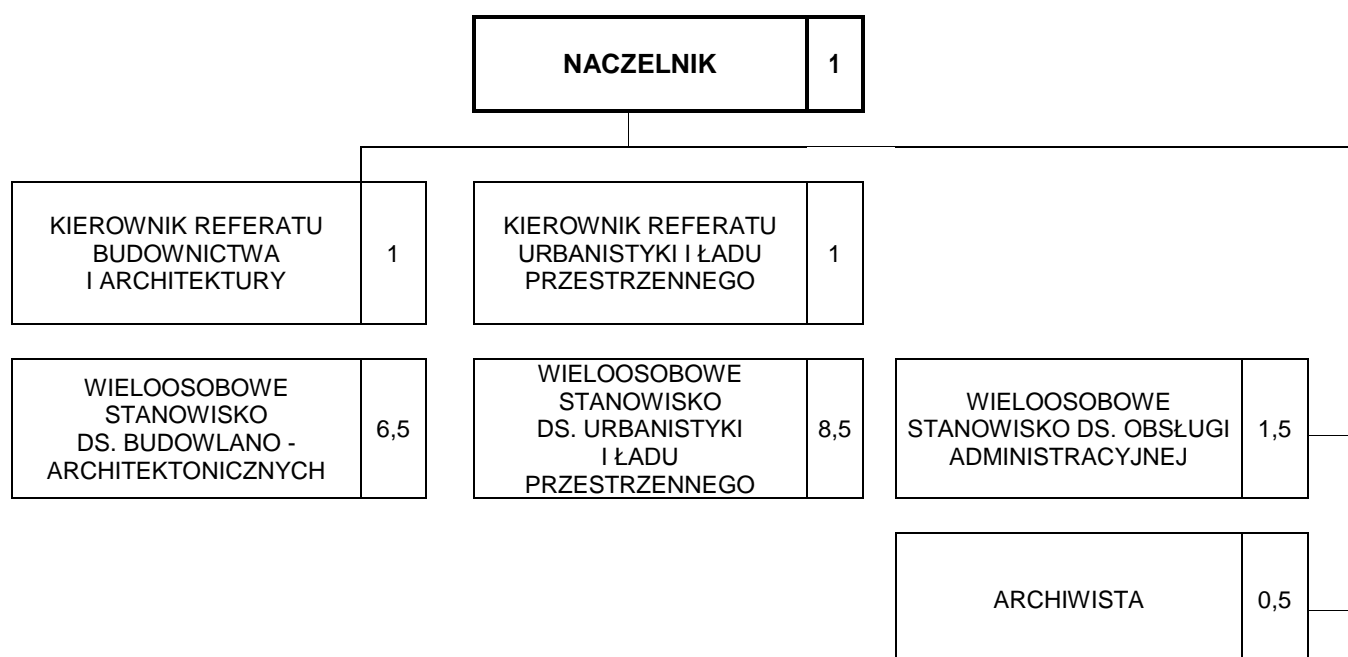 NACZELNIK 1
KIEROWNIK REFERATU
BUDOWNICTWA
I ARCHITEKTURY
1
KIEROWNIK REFERATU
URBANISTYKI I ŁADU
PRZESTRZENNEGO
1
WIELOOSOBOWE
STANOWISKO
DS. BUDOWLANO -
ARCHITEKTONICZNYCH
6,5
WIELOOSOBOWE
STANOWISKO
DS. URBANISTYKI
I ŁADU
PRZESTRZENNEGO
8,5
WIELOOSOBOWE
STANOWISKO DS. OBSŁUGI
ADMINISTRACYJNEJ
1,5
ARCHIWISTA 0,5